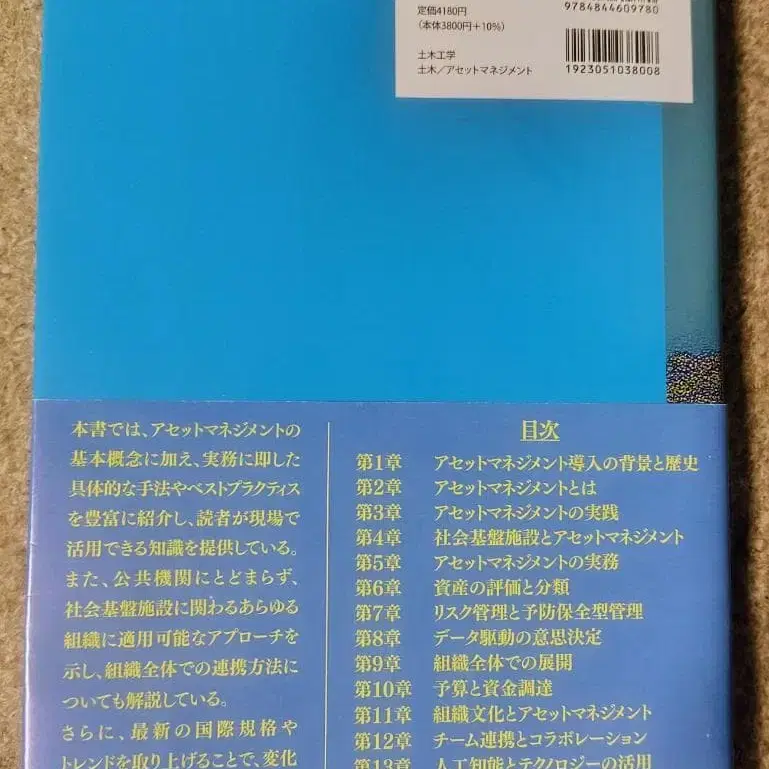 定価4180円
（本体3800円＋10%）
土木工学
土木／アセットマネジメント
9784844609780
1923051038008
本書では、アセットマネジメントの
基本概念に加え、実務に即した
具体的な手法やベストプラクティス
を豊富に紹介し、読者が現場で
活用できる知識を提供している。
また、公共機関にとどまらず、
社会基盤施設に関わるあらゆる
組織に適用可能なアプローチを
示し、組織全体での連携方法に
ついても解説している。
さらに、最新の国際規格や
トレンドを取り上げることで、変化
目次
第1章 アセットマネジメント導入の背景と歴史
第2章 アセットマネジメントとは
第3章 アセットマネジメントの実践
第4章 社会基盤施設とアセットマネジメント
第5章 アセットマネジメントの実務
第6章 資産の評価と分類
第7章 リスク管理と予防保全型管理
第8章 データ駆動の意思決定
第9章 組織全体での展開
第10章 予算と資金調達
第11章 組織文化とアセットマネジメント
第12章 チーム連携とコラボレーション
第13章 人工知能とテクノロジーの活用